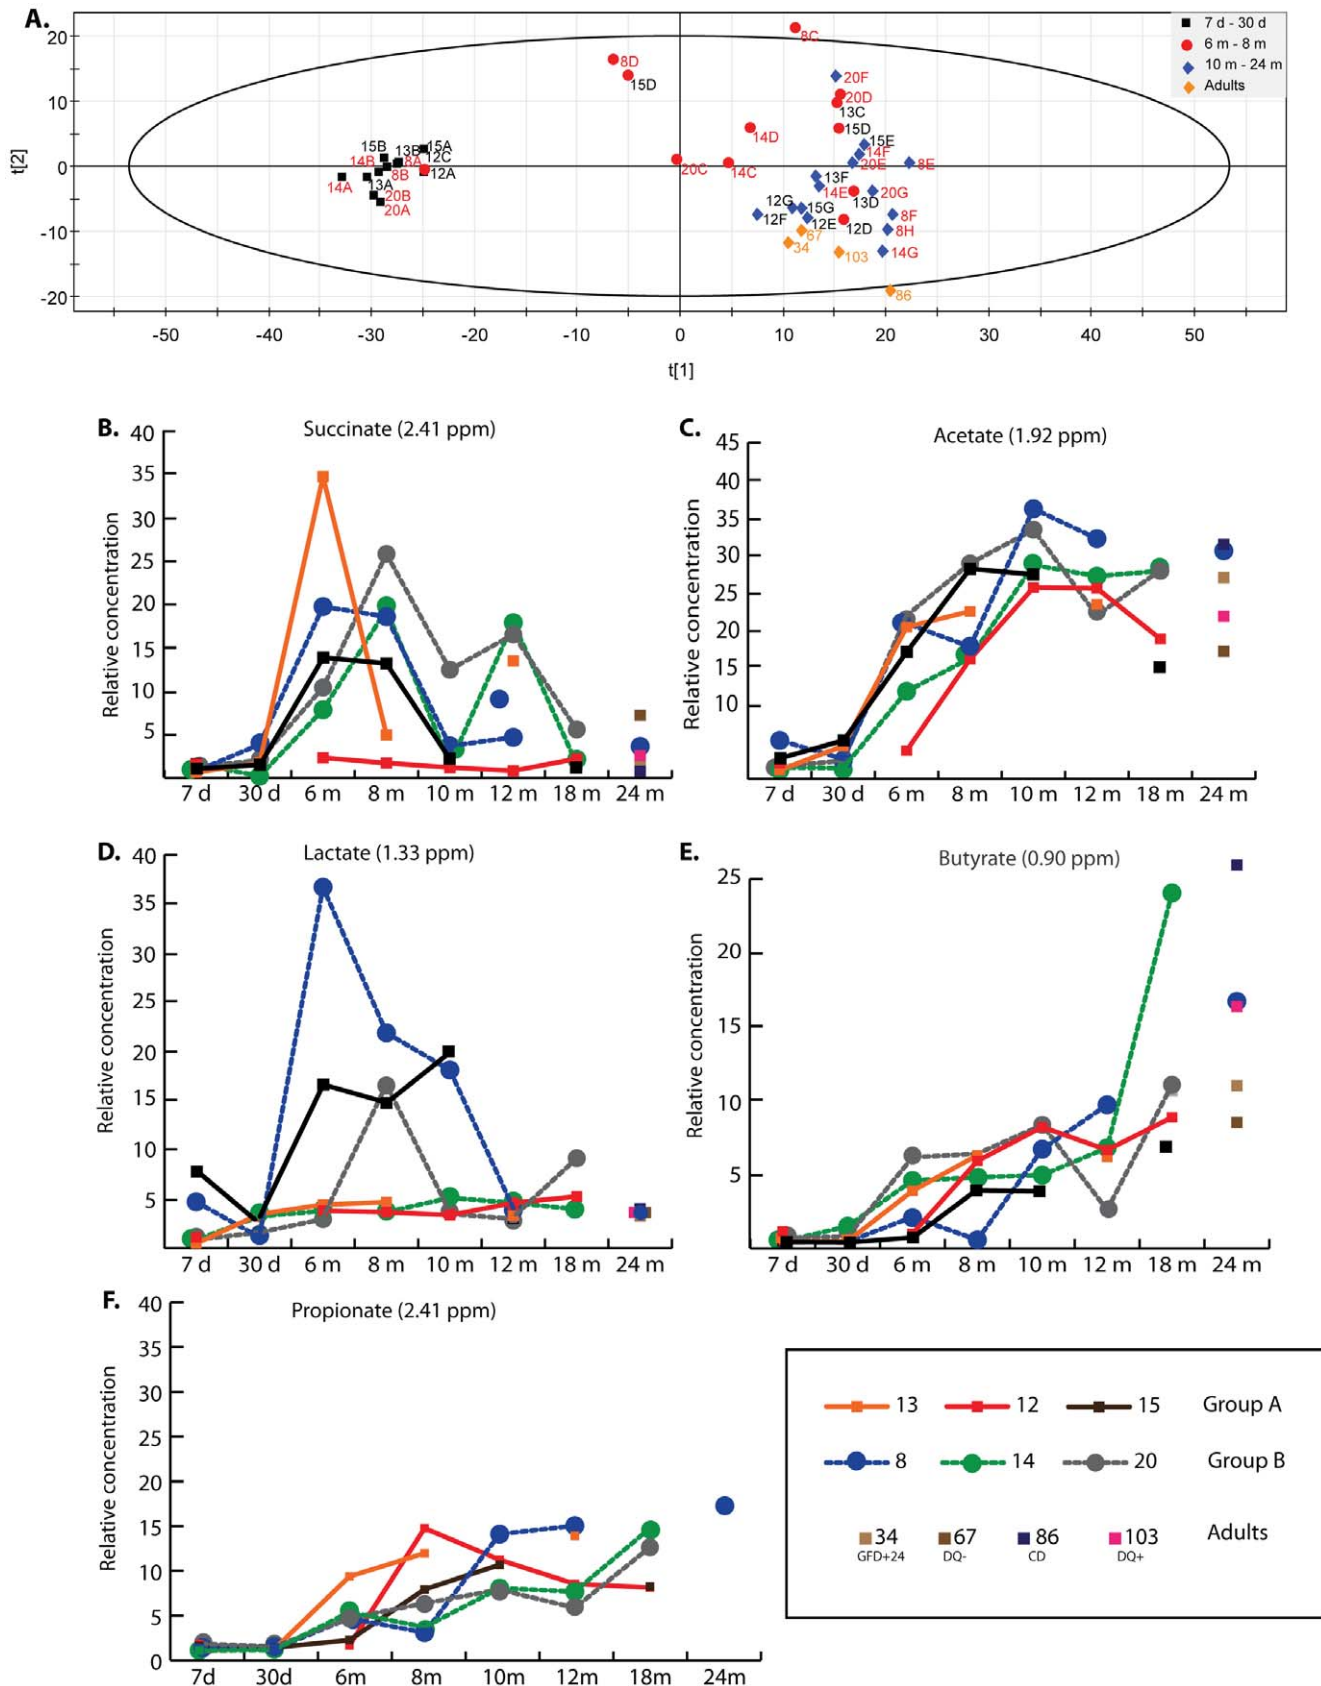 A.
7 d - 30 d
6 m - 8 m
10 m - 24 m
Adults
t[2]
20
10
0
-10
-20
8C
8D
15D
20F
20D
13C
15D
14D
15E
14F
20E
8E
20C
14C
15B
13B
15A
12C
14B
8A
12A
8B
14A
13A
20B
20A
13F
14E
13D
20G
12G
15G
12F
12E
12D
8F
8H
67
34
103
14G
86
-50 -40 -30 -20 -10 0 10 20 30 40 50
t[1]
B.
Succinate (2.41 ppm)
Relative concentration
40
35
30
25
20
15
10
5
7 d 30 d 6 m 8 m 10 m 12 m 18 m 24 m
C.
Acetate (1.92 ppm)
Relative concentration
45
40
35
30
25
20
15
10
7 d 30 d 6 m 8 m 10 m 12 m 18 m 24 m
D.
Lactate (1.33 ppm)
Relative concentration
40
35
30
25
20
15
10
5
7 d 30 d 6 m 8 m 10 m 12 m 18 m 24 m
E.
Butyrate (0.90 ppm)
Relative concentration
25
20
15
10
5
7 d 30 d 6 m 8 m 10 m 12 m 18 m 24 m
F.
Propionate (2.41 ppm)
Relative concentration
40
35
30
25
20
15
10
5
0
7d 30d 6m 8m 10m 12m 18m 24m
13 12 15 Group A
8 14 20 Group B
34 67 86 103 Adults
GFD+24 DQ- CD DQ+